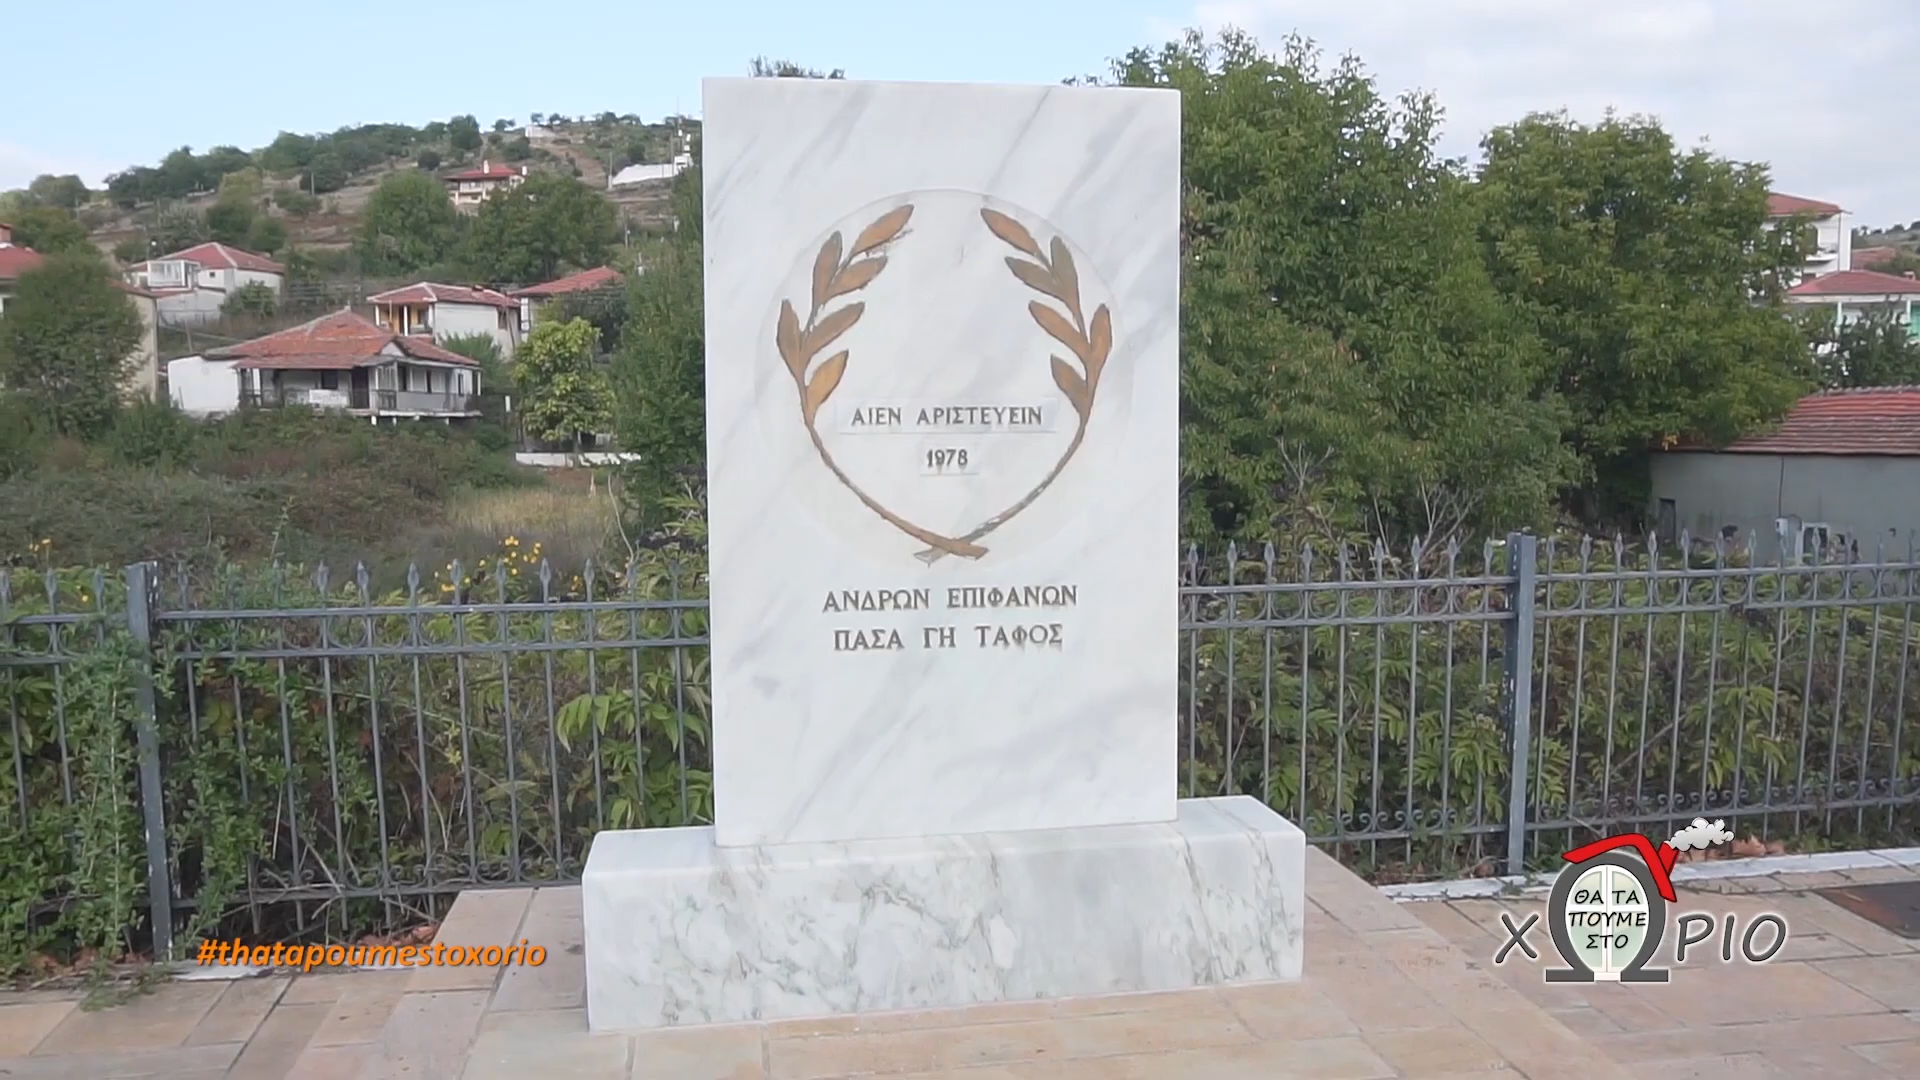 ΑΙΕΝ ΑΡΙΣΤΕΥΕΙΝ
1978
ΑΝΔΡΩΝ ΕΠΙΦΑΝΩΝ
ΠΑΣΑ ΓΗ ΤΑΦΟΣ
#thatapoumestoxorio
ΘΑ ΤΑ
ΠΟΥΜΕ
ΣΤΟ
ΧΩΡΙΟ